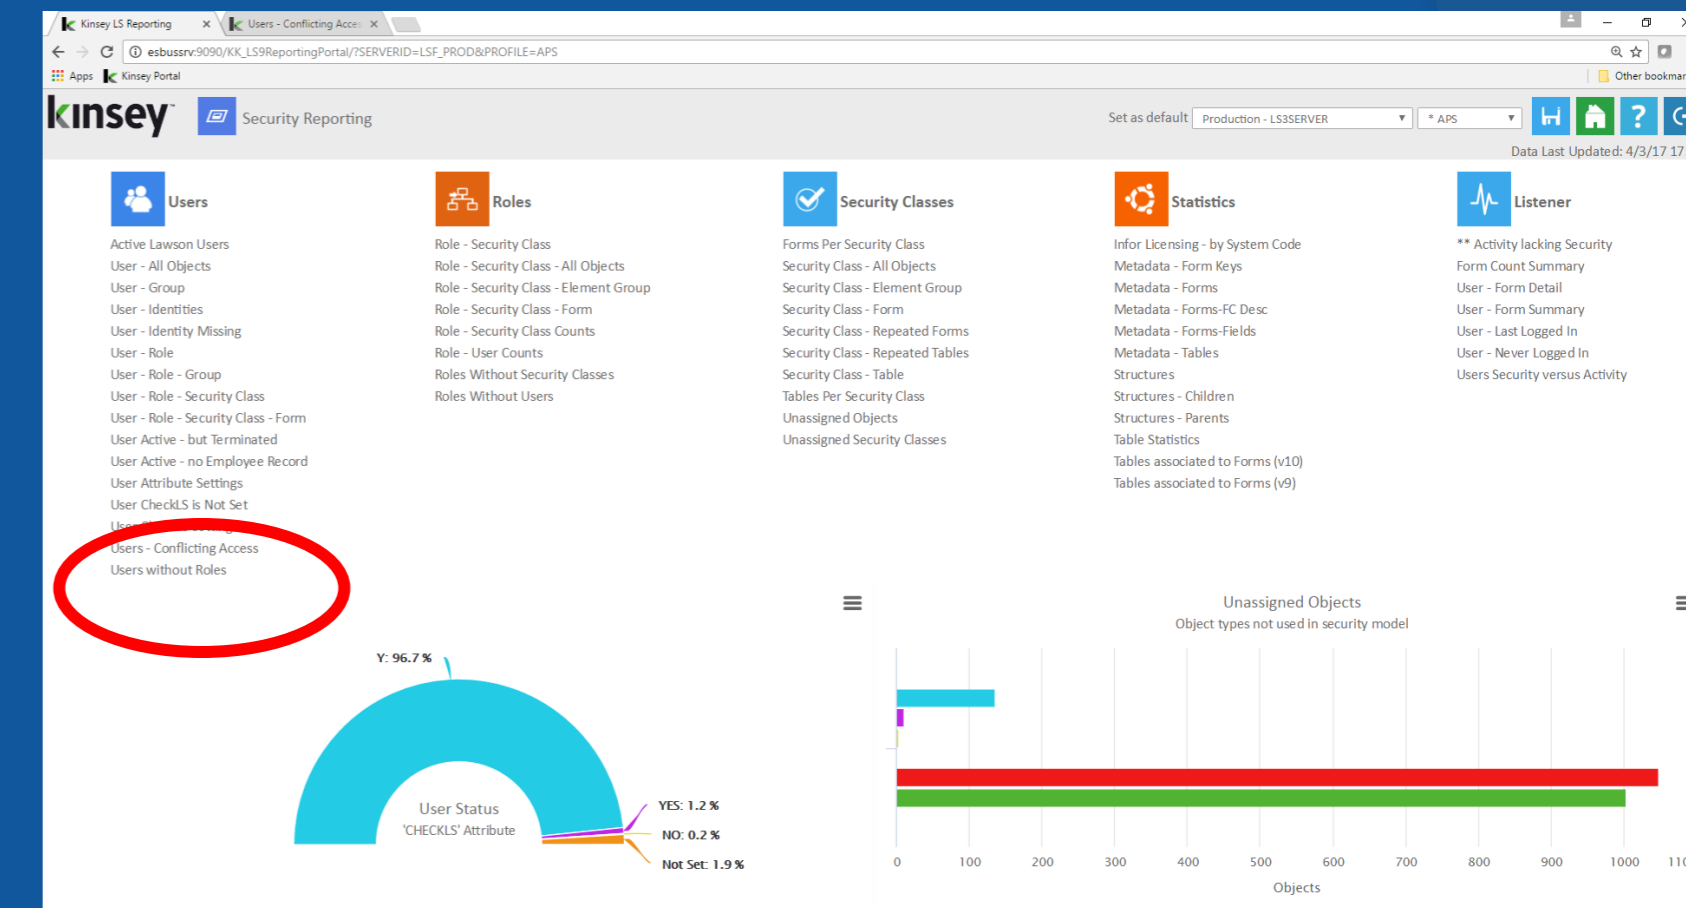 Kinsey LS Reporting
Users - Conflicting Acces
esbussrv:9090/KK_LS9ReportingPortal/?SERVERID=LSF_PROD&PROFILE=APS
Apps
Kinsey Portal
Other bookmar
kinsey
Security Reporting
Set as default
Production - LS3SERVER
* APS
?
Data Last Updated: 4/3/17 17
Users
Active Lawson Users
User - All Objects
User - Group
User - Identities
User - Identity Missing
User - Role
User - Role - Group
User - Role - Security Class
User - Role - Security Class - Form
User Active - but Terminated
User Active - no Employee Record
User Attribute Settings
User CheckLS is Not Set
Users - Conflicting Access
Users without Roles
Roles
Role - Security Class
Role - Security Class - All Objects
Role - Security Class - Element Group
Role - Security Class - Form
Role - Security Class Counts
Role - User Counts
Roles Without Security Classes
Roles Without Users
Security Classes
Forms Per Security Class
Security Class - All Objects
Security Class - Element Group
Security Class - Form
Security Class - Repeated Forms
Security Class - Repeated Tables
Security Class - Table
Tables Per Security Class
Unassigned Objects
Unassigned Security Classes
Statistics
Infor Licensing - by System Code
Metadata - Form Keys
Metadata - Forms
Metadata - Forms-FC Desc
Metadata - Forms-Fields
Metadata - Tables
Structures
Structures - Children
Structures - Parents
Table Statistics
Tables associated to Forms (v10)
Tables associated to Forms (v9)
Listener
** Activity lacking Security
Form Count Summary
User - Form Detail
User - Form Summary
User - Last Logged In
User - Never Logged In
Users Security versus Activity
Y: 96.7 %
User Status
'CHECKLS' Attribute
YES: 1.2 %
NO: 0.2 %
Not Set: 1.9 %
Unassigned Objects
Object types not used in security model
0 100 200 300 400 500 600 700 800 900 1000 110
Objects